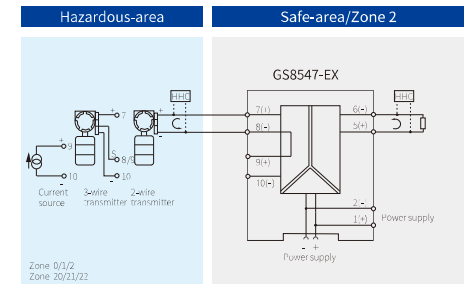 Hazardous-area
Safe-area/Zone 2
GS8547-EX
HHC
HHC
+
7
+
7(+)
6(-)
8(-)
5(+)
+
9
S
8/9
9(+)
-
10
-
10
-
10(-)
Current
source
3-wire
transmitter
2-wire
transmitter
2(-)
1(+)
Power supply
- +
Power supply
Zone 0/1/2
Zone 20/21/22